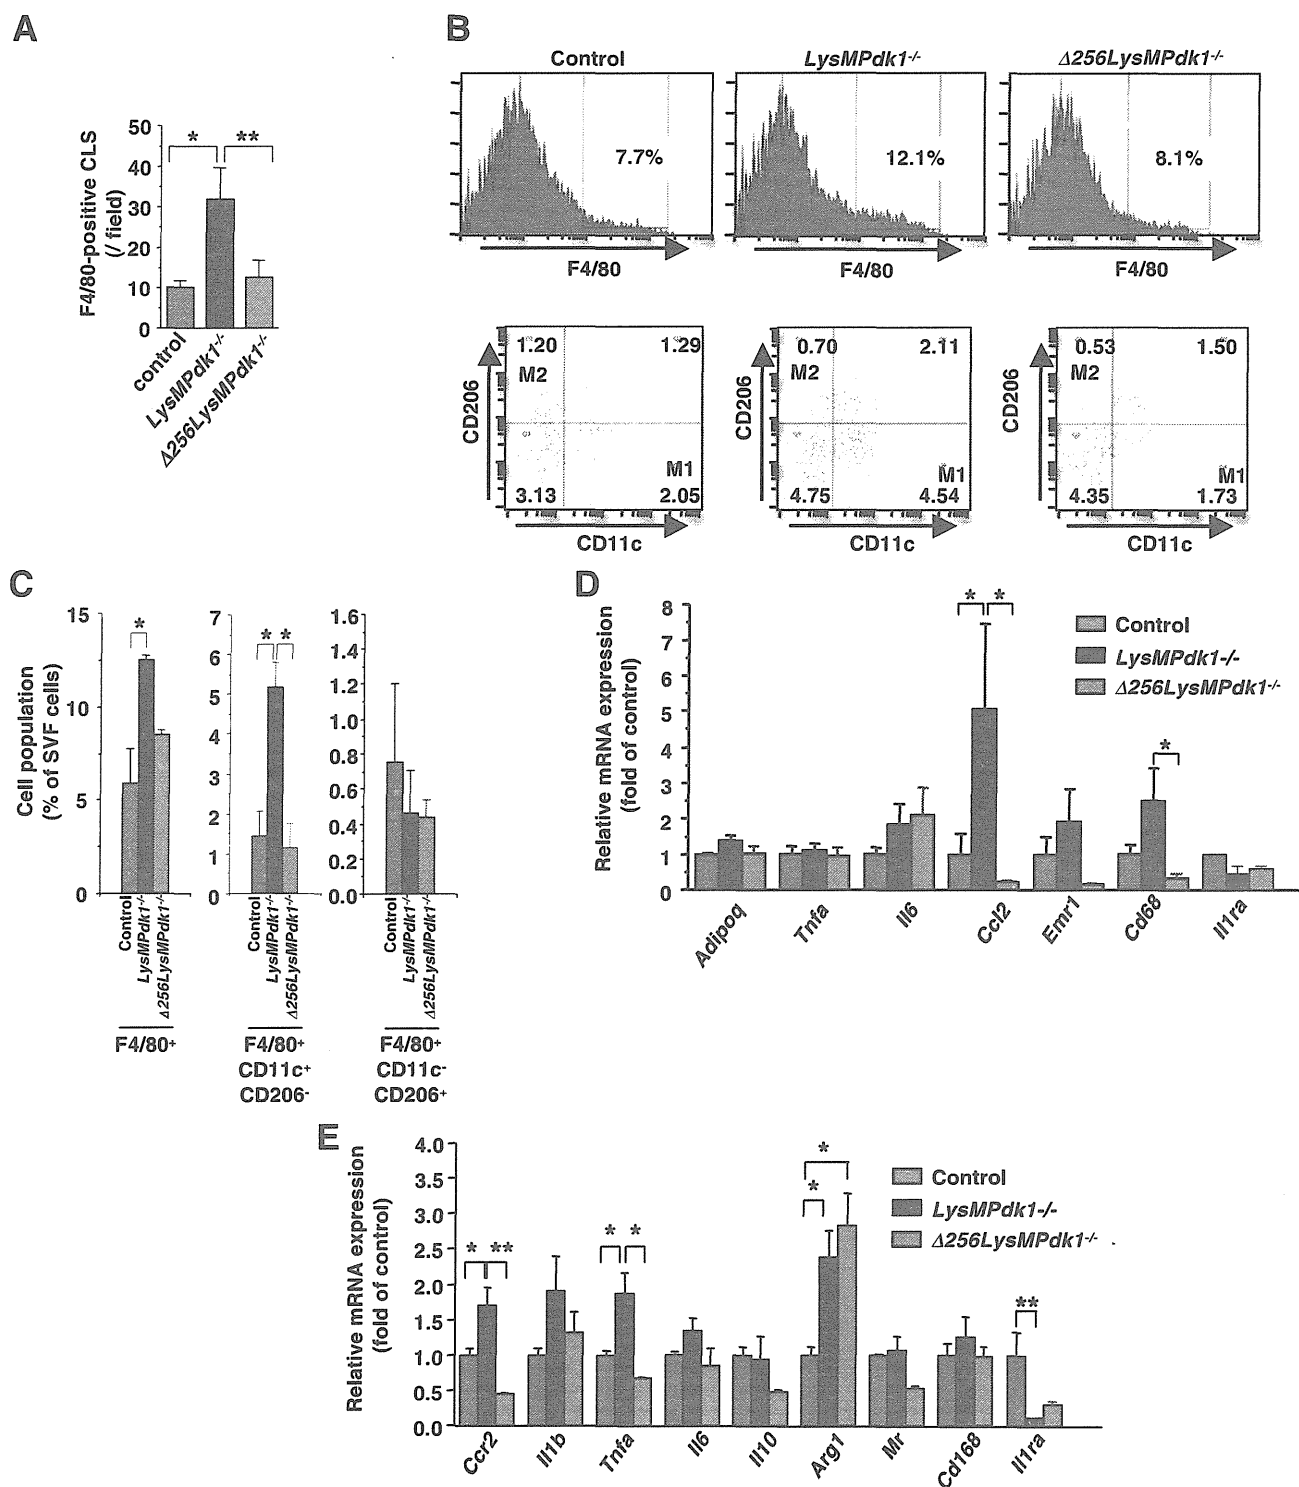 A
F4/80-positive CLS
(/ field)
50
40
30
20
10
0
* **
control
LysMPdk1-/-
Δ256LysMPdk1-/-
B
Control
LysMPdk1-/-
Δ256LysMPdk1-/-
7.7%
12.1%
8.1%
F4/80
F4/80
F4/80
CD206
1.20 1.29
M2
M1
3.13 2.05
CD11c
CD206
0.70 2.11
M2
M1
4.75 4.54
CD11c
CD206
0.53 1.50
M2
M1
4.35 1.73
CD11c
C
Cell population
(% of SVF cells)
15
10
5
0
*
Control
LysMPdk1-/-
Δ256LysMPdk1-/-
F4/80+
7
6
5
4
3
2
1
0
* *
Control
LysMPdk1-/-
Δ256LysMPdk1-/-
F4/80+
CD11c+
CD206-
1.6
1.4
1.2
1.0
0.8
0.6
0.4
0.2
0.0
Control
LysMPdk1-/-
Δ256LysMPdk1-/-
F4/80+
CD11c-
CD206+
D
Relative mRNA expression
(fold of control)
8
7
6
5
4
3
2
1
0
* *
*
Control
LysMPdk1-/-
Δ256LysMPdk1-/-
Adipoq
Tnfa
Il6
Ccl2
Emr1
Cd68
Il1ra
E
Relative mRNA expression
(fold of control)
4.0
3.5
3.0
2.5
2.0
1.5
1.0
0.5
0.0
* **
* *
*
*
**
Control
LysMPdk1-/-
Δ256LysMPdk1-/-
Ccr2
Il1b
Tnfa
Il6
Il10
Arg1
Mr
Cd168
Il1ra